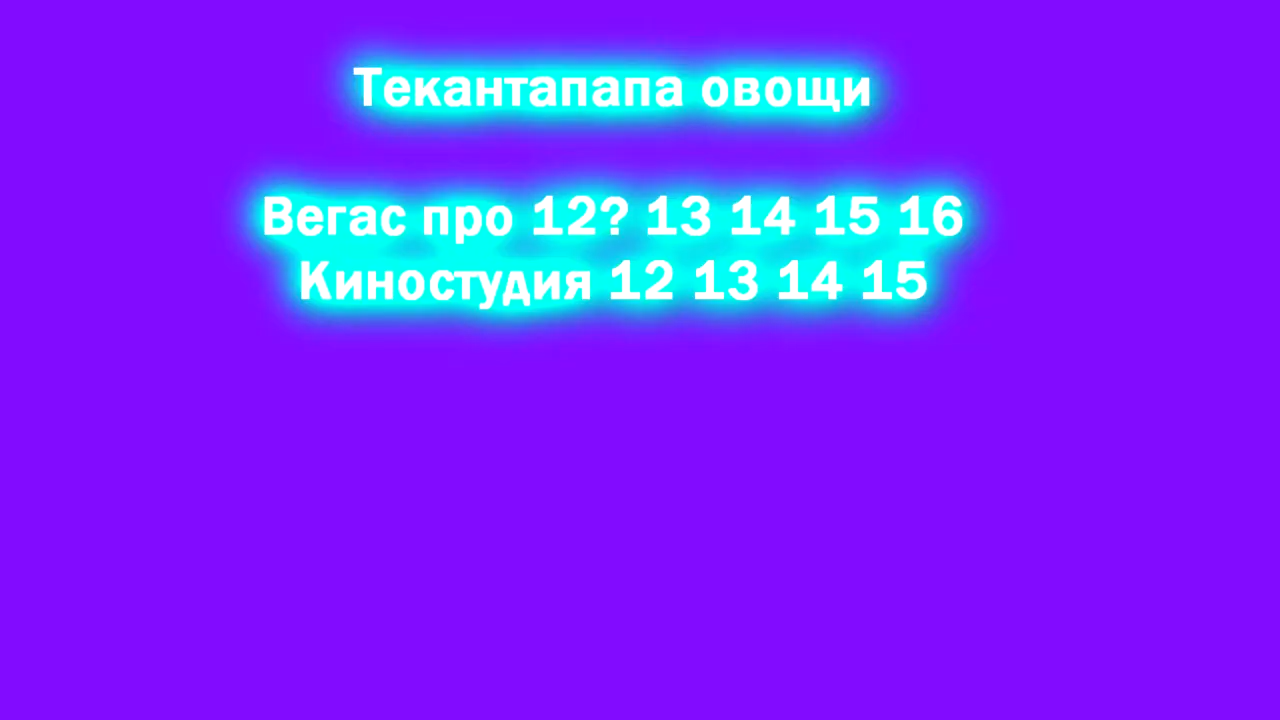 Текантапапа овощи
Вегас про 12? 13 14 15 16
Киностудия 12 13 14 15